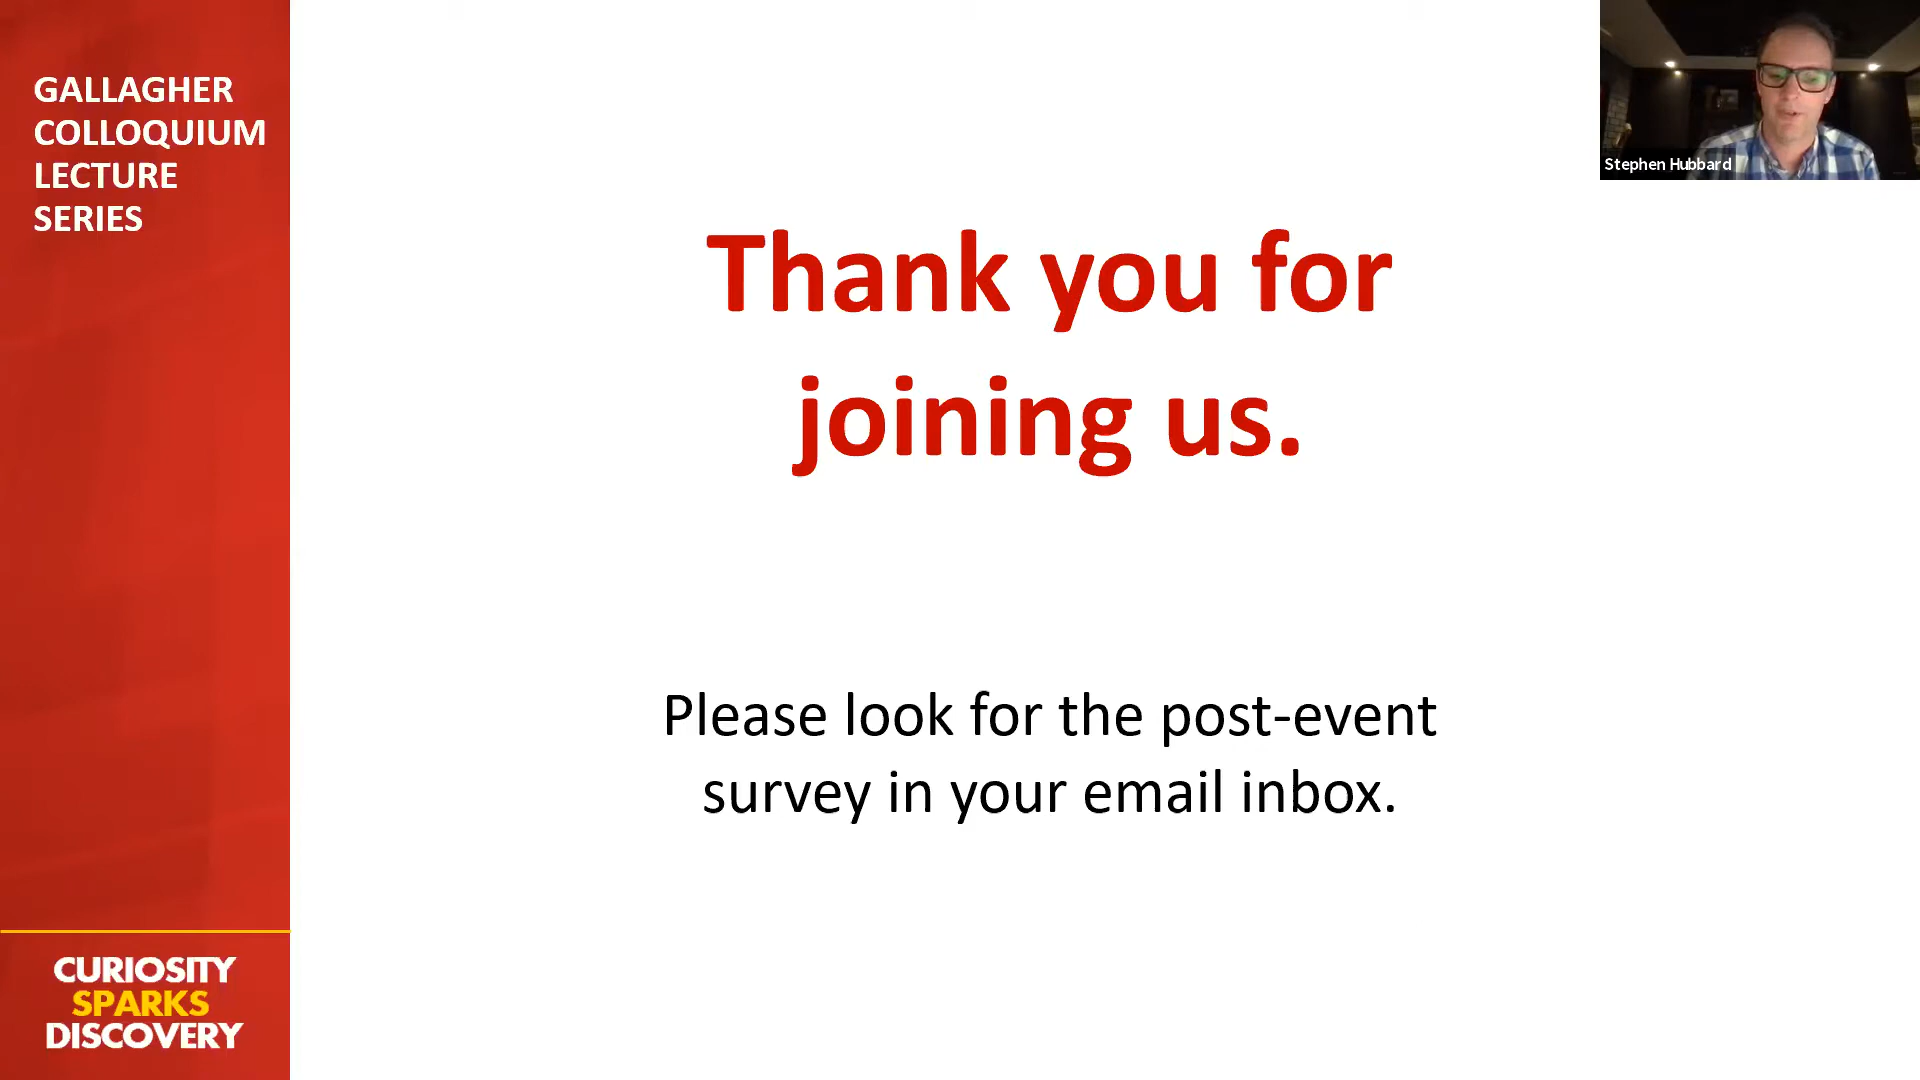 GALLAGHER
COLLOQUIUM
LECTURE
SERIES
Stephen Hubbard
Thank you for
joining us.
Please look for the post-event
survey in your email inbox.
CURIOSITY
SPARKS
DISCOVERY